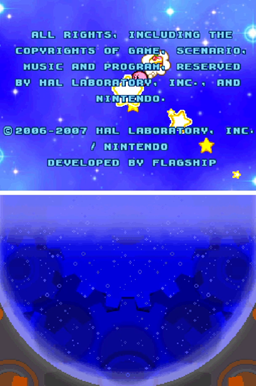 ALL RIGHTS, INCLUDING THE
COPYRIGHTS OF GAME, SCENARIO,
MUSIC AND PROGRAM, RESERVED
BY HAL LABORATORY, INC., AND
NINTENDO.
©2006-2007 HAL LABORATORY, INC.
/ NINTENDO
DEVELOPED BY FLAGSHIP